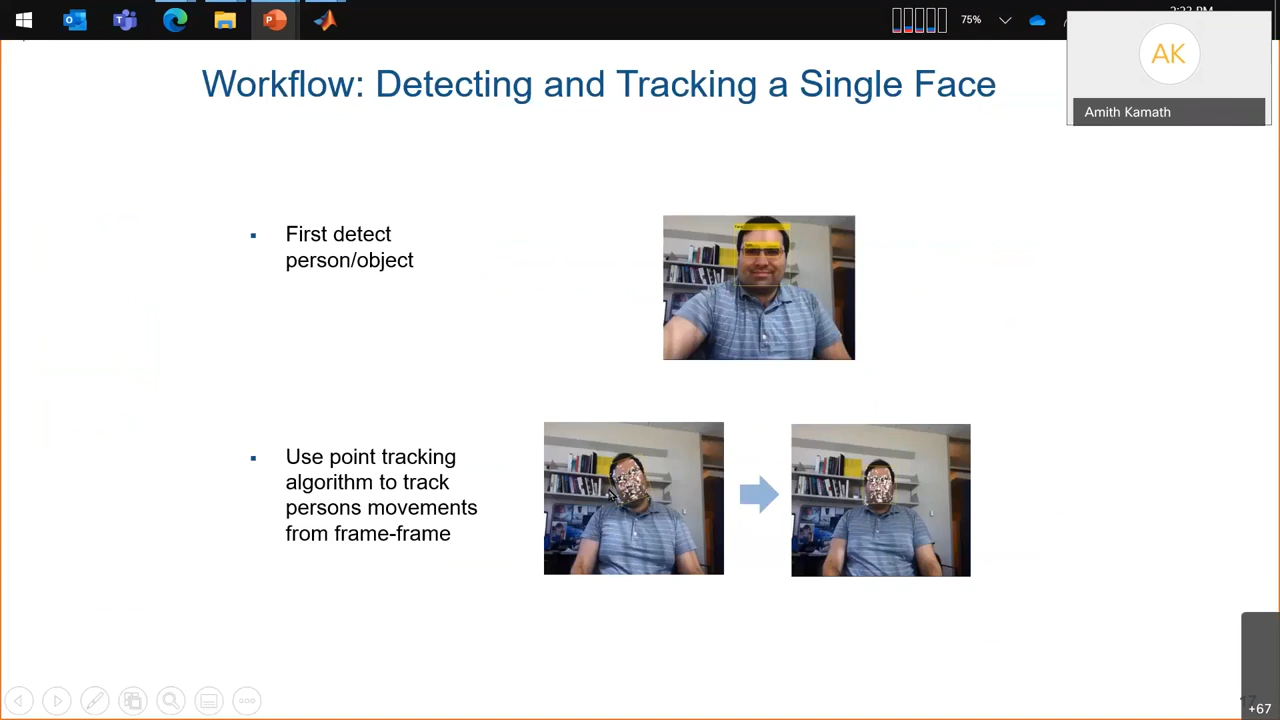 75%
AK
Amith Kamath
Workflow: Detecting and Tracking a Single Face
▪ First detect
person/object
▪ Use point tracking
algorithm to track
persons movements
from frame-frame
+67